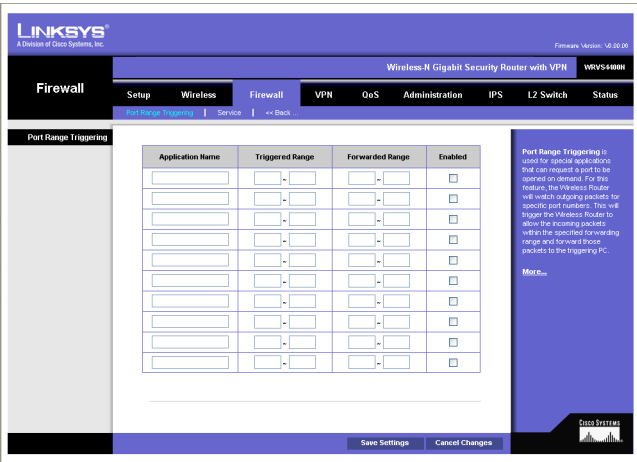 LINKSYS®
A Division of Cisco Systems, Inc.
Firmware Version: V0.00.06
Wireless-N Gigabit Security Router with VPN WRVS4400N
Firewall
Setup Wireless Firewall VPN QoS Administration IPS L2 Switch Status
Port Range Triggering | Service | << Back ...
Port Range Triggering
Application Name Triggered Range Forwarded Range Enabled
~ ~
~ ~
~ ~
~ ~
~ ~
~ ~
~ ~
~ ~
~ ~
~ ~
Port Range Triggering is
used for special applications
that can request a port to be
opened on demand. For this
feature, the Wireless Router
will watch outgoing packets for
specific port numbers. This will
trigger the Wireless Router to
allow the incoming packets
within the specified forwarding
range and forward those
packets to the triggering PC.
More...
Save Settings Cancel Changes
CISCO SYSTEMS